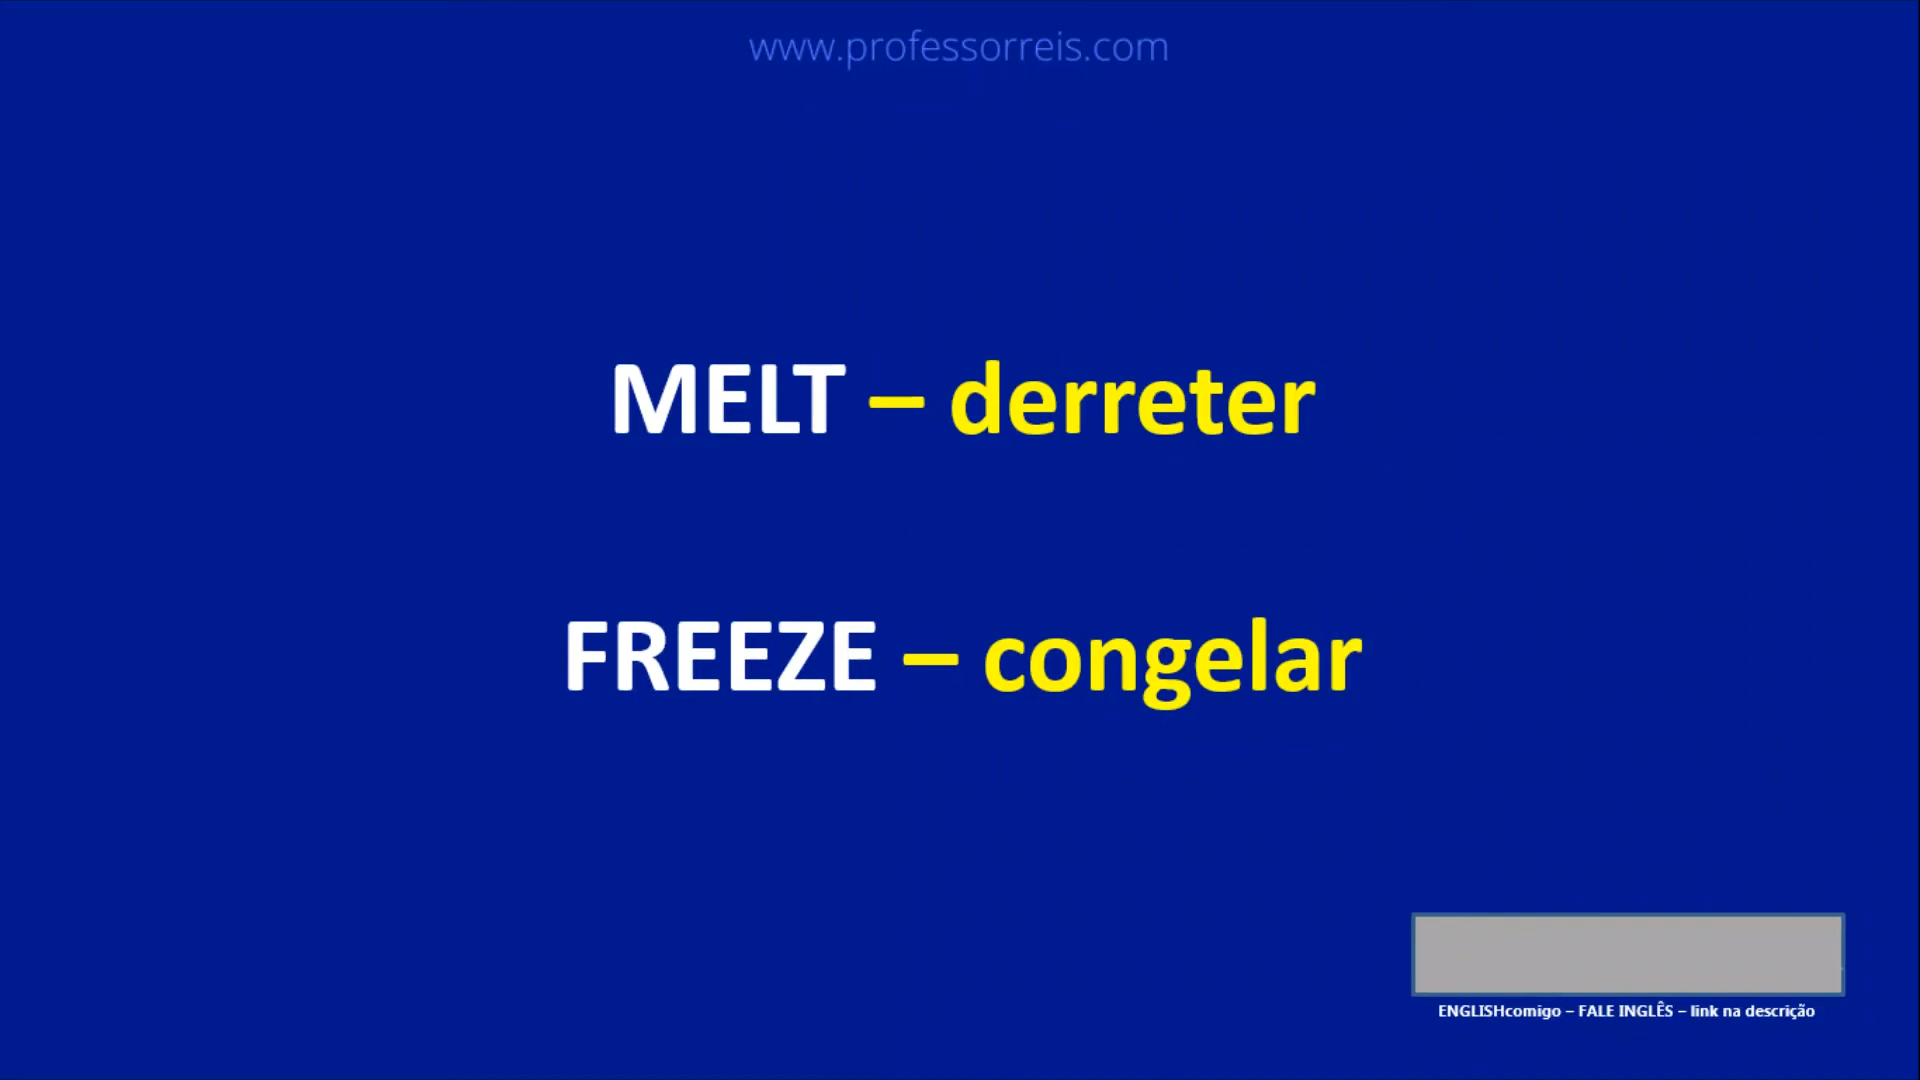 www.professorreis.com
MELT – derreter
FREEZE – congelar
ENGLISHcomigo – FALE INGLÊS – link na descrição